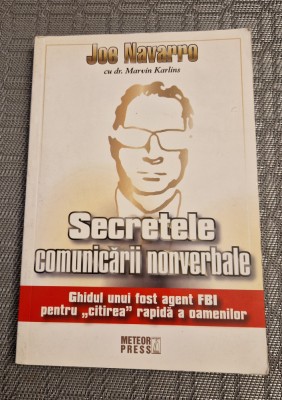 Joe Navarro
cu dr. Marvin Karlins
Secretele
comunicării nonverbale
Ghidul unui fost agent FBI
pentru „citirea” rapidă a oamenilor
METEOR
PRESS